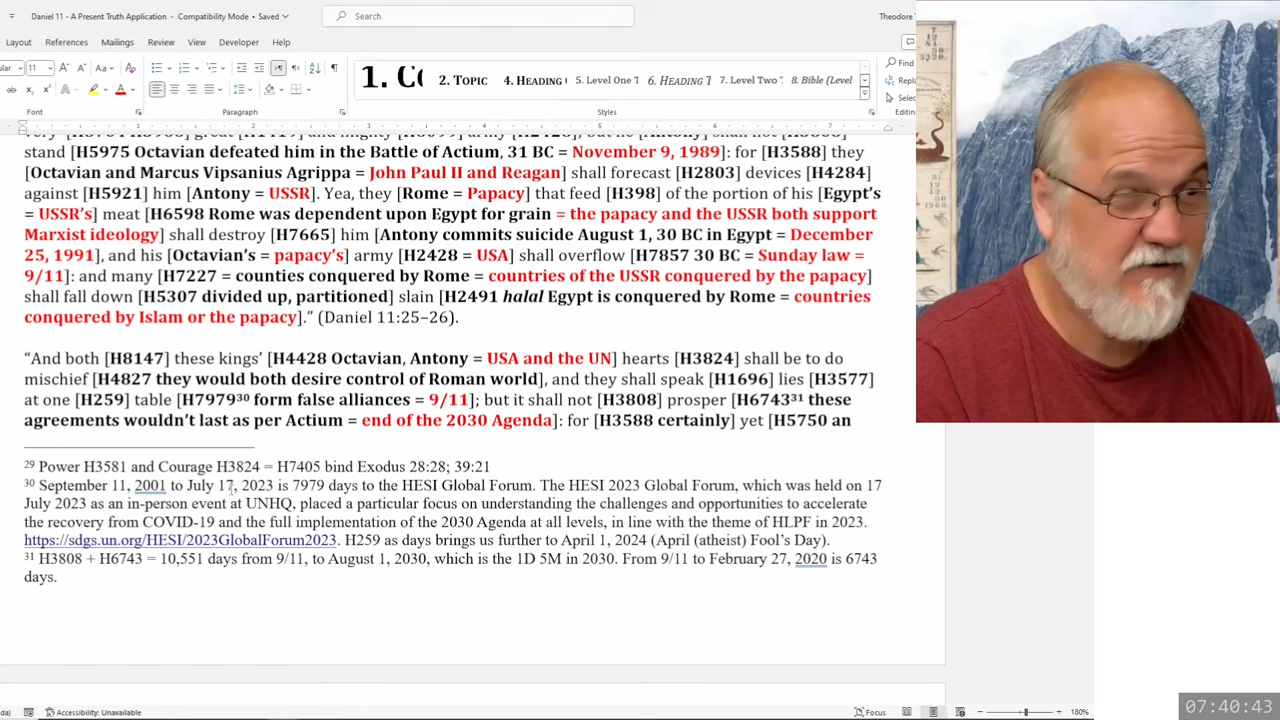 Daniel 11 - A Present Truth Application - Compatibility Mode • Saved
Search
Theodore
Layout References Mailings Review View Developer Help
11
Aa
Find
Repla
Selec
1. 2. TOPIC 4. HEADING 5. Level One 6. HEADING 7. Level Two 8. Bible (Level
Font Paragraph Styles Editin
stand [H5975 Octavian defeated him in the Battle of Actium, 31 BC = November 9, 1989]: for [H3588] they
[Octavian and Marcus Vipsanius Agrippa = John Paul II and Reagan] shall forecast [H2803] devices [H4284]
against [H5921] him [Antony = USSR]. Yea, they [Rome = Papacy] that feed [H398] of the portion of his [Egypt’s
= USSR’s] meat [H6598 Rome was dependent upon Egypt for grain = the papacy and the USSR both support
Marxist ideology] shall destroy [H7665] him [Antony commits suicide August 1, 30 BC in Egypt = December
25, 1991], and his [Octavian’s = papacy’s] army [H2428 = USA] shall overflow [H7857 30 BC = Sunday law =
9/11]: and many [H7227 = counties conquered by Rome = countries of the USSR conquered by the papacy]
shall fall down [H5307 divided up, partitioned] slain [H2491 halal Egypt is conquered by Rome = countries
conquered by Islam or the papacy].” (Daniel 11:25–26).
“And both [H8147] these kings’ [H4428 Octavian, Antony = USA and the UN] hearts [H3824] shall be to do
mischief [H4827 they would both desire control of Roman world], and they shall speak [H1696] lies [H3577]
at one [H259] table [H7979³⁰ form false alliances = 9/11]; but it shall not [H3808] prosper [H6743³¹ these
agreements wouldn’t last as per Actium = end of the 2030 Agenda]: for [H3588 certainly] yet [H5750 an
²⁹ Power H3581 and Courage H3824 = H7405 bind Exodus 28:28; 39:21
³⁰ September 11, 2001 to July 17, 2023 is 7979 days to the HESI Global Forum. The HESI 2023 Global Forum, which was held on 17
July 2023 as an in-person event at UNHQ, placed a particular focus on understanding the challenges and opportunities to accelerate
the recovery from COVID-19 and the full implementation of the 2030 Agenda at all levels, in line with the theme of HLPF in 2023.
https://sdgs.un.org/HESI/2023GlobalForum2023. H259 as days brings us further to April 1, 2024 (April (atheist) Fool’s Day).
³¹ H3808 + H6743 = 10,551 days from 9/11, to August 1, 2030, which is the 1D 5M in 2030. From 9/11 to February 27, 2020 is 6743
days.
Accessibility: Unavailable
Focus
180%
07:40:43